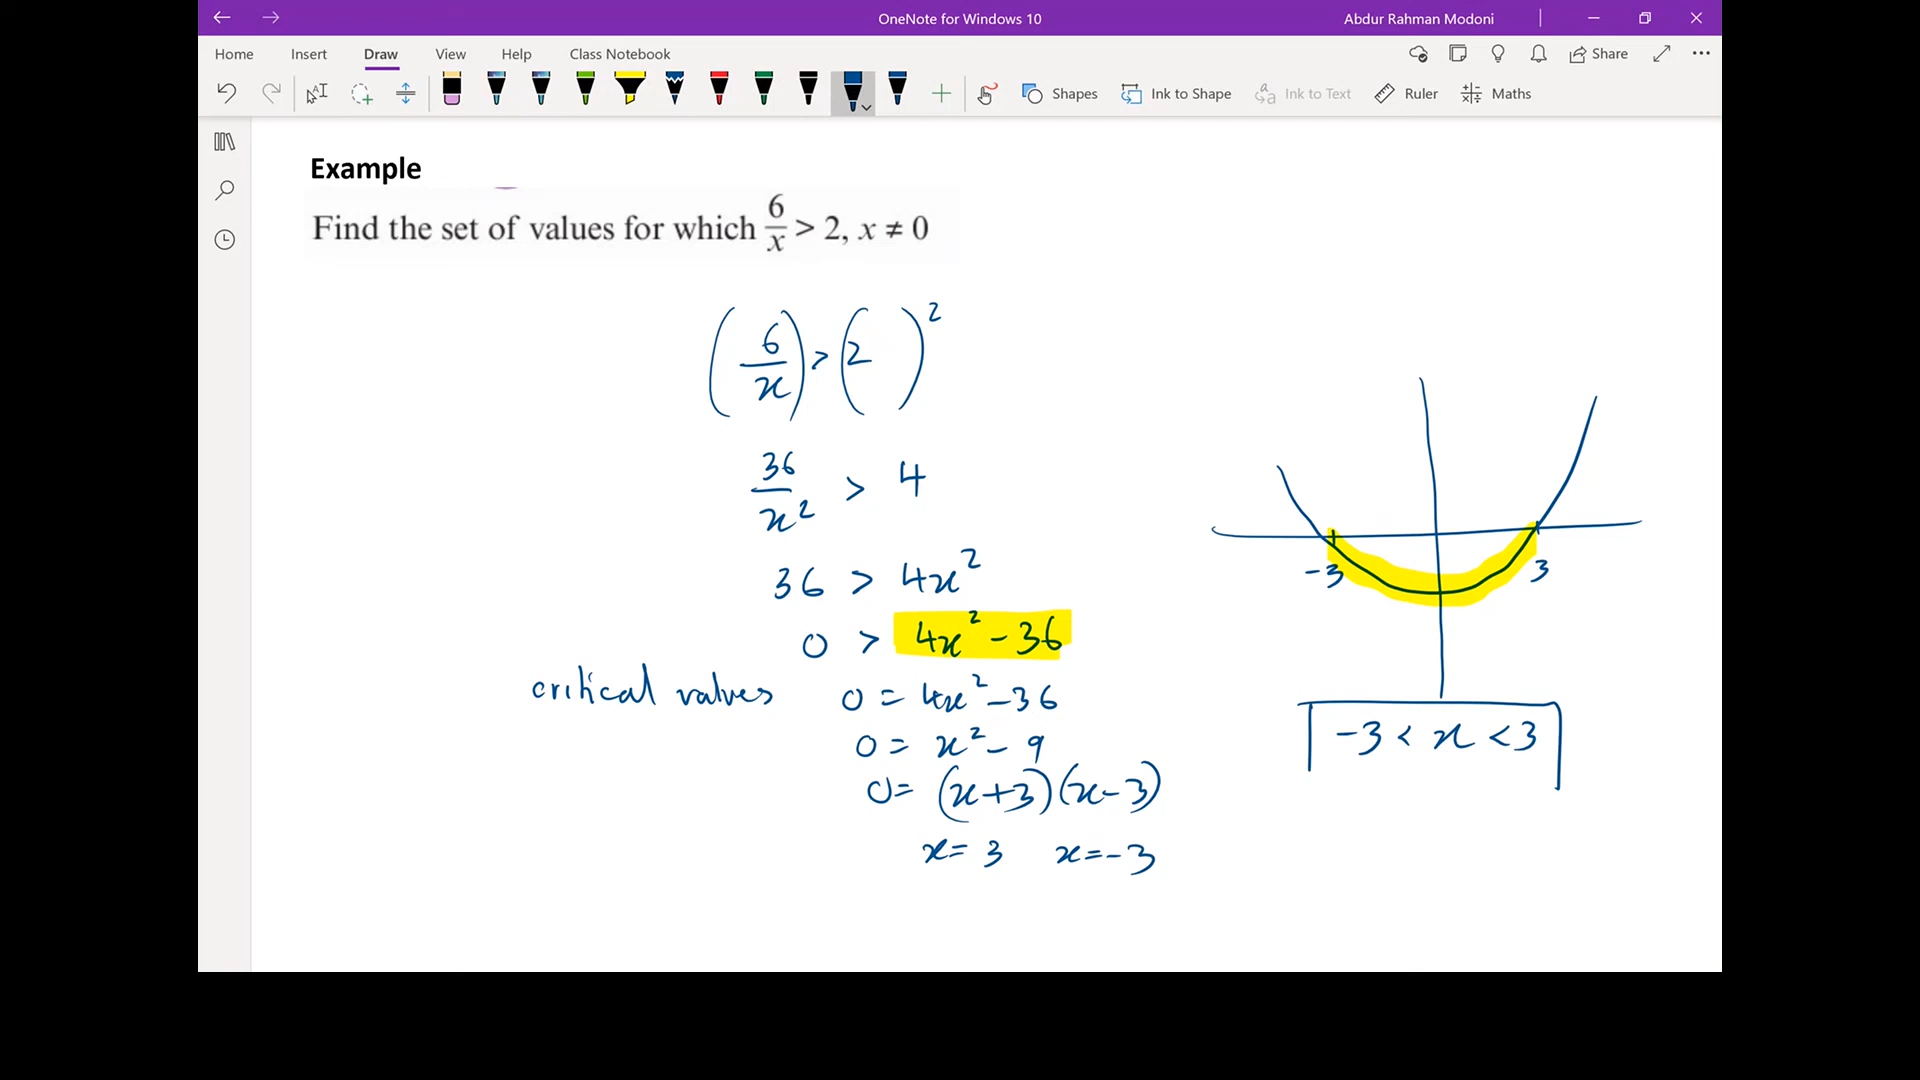 OneNote for Windows 10
Abdur Rahman Modoni
Home Insert Draw View Help Class Notebook
Share
Shapes Ink to Shape Ink to Text Ruler Maths
Example
Find the set of values for which 6/x > 2, x ≠ 0
(6/x) > (2 )²
36/x² > 4
36 > 4x²
0 > 4x² - 36
critical values 0 = 4x² - 36
0 = x² - 9
0 = (x+3)(x-3)
x = 3 x = -3
-3 3
-3 < x < 3